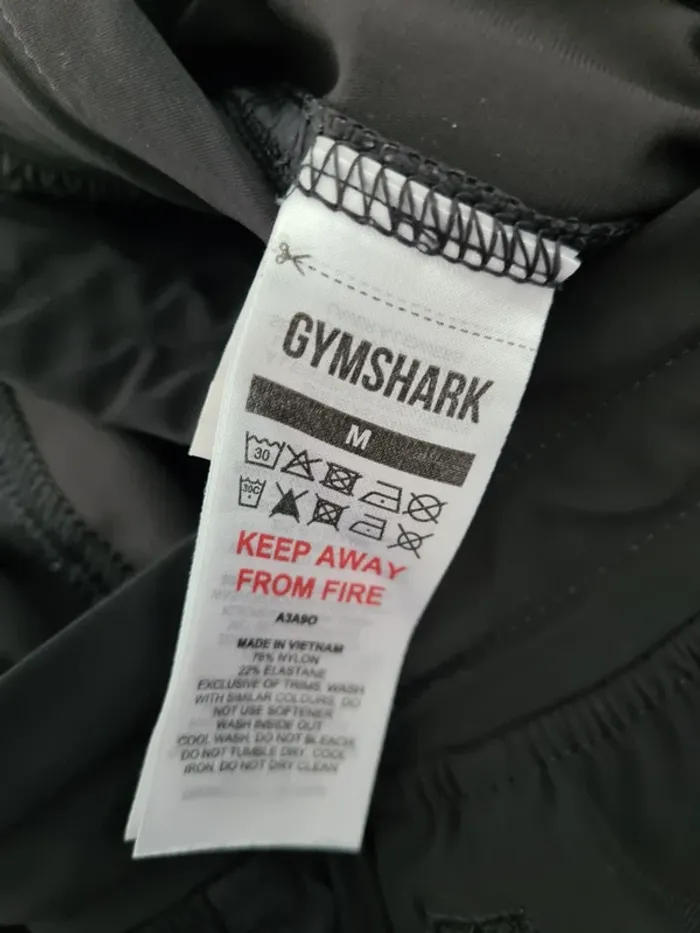 GYMSHARK
M
30
30C
KEEP AWAY
FROM FIRE
A3A9O
MADE IN VIETNAM
78% NYLON
22% ELASTANE
EXCLUSIVE OF TRIMS. WASH
WITH SIMILAR COLOURS. DO
NOT USE SOFTENER
WASH INSIDE OUT
COOL WASH. DO NOT BLEACH.
DO NOT TUMBLE DRY. COOL
IRON. DO NOT DRY CLEAN